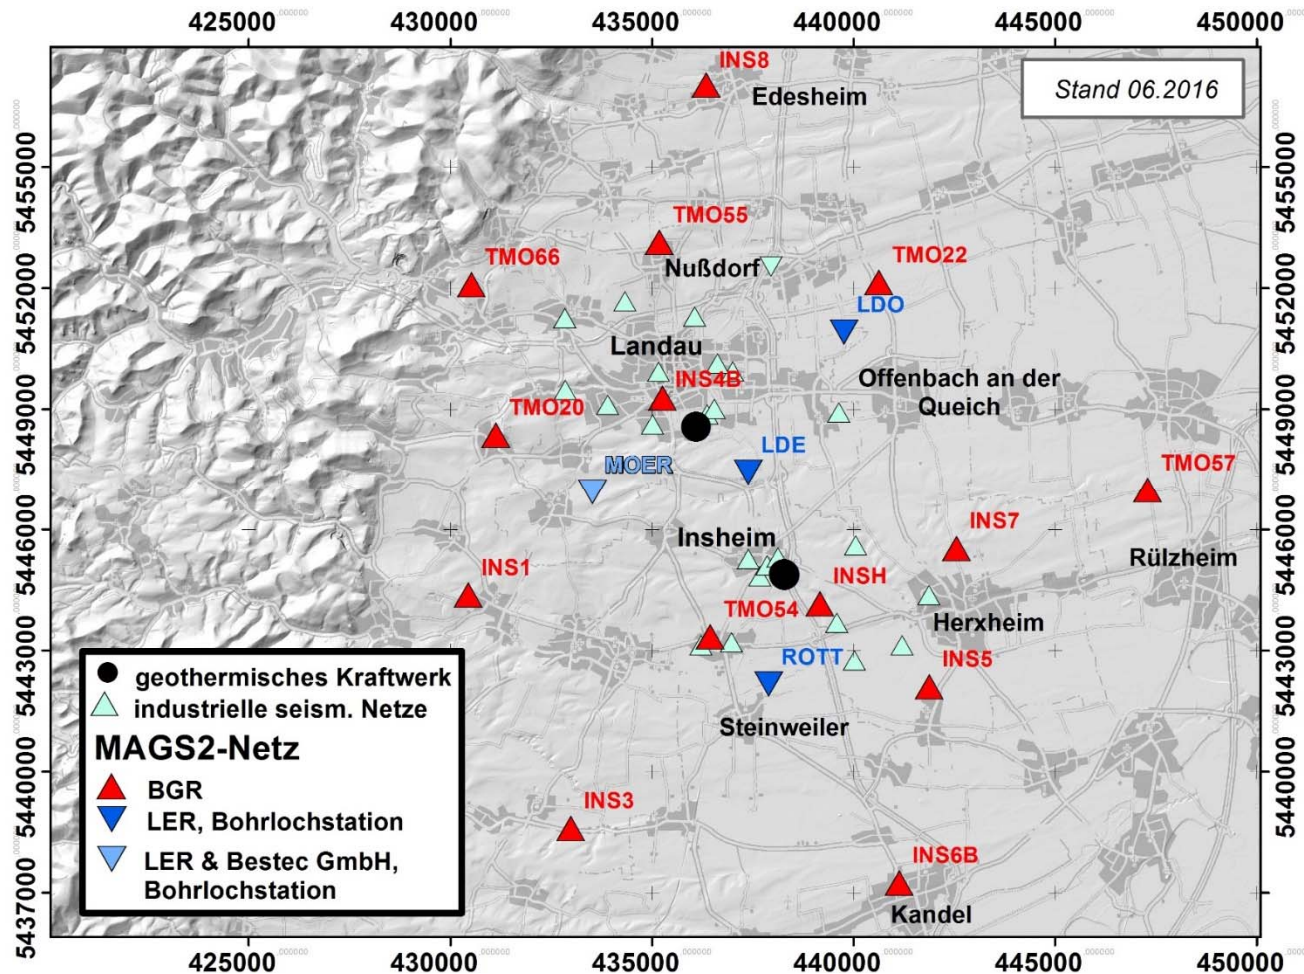 425000 430000 435000 440000 445000 450000
INS8
Edesheim
Stand 06.2016
5455000
5455000
TMO55
TMO66
Nußdorf
TMO22
5452000
5452000
LDO
Landau
INS4B
Offenbach an der
Queich
TMO20
5449000
5449000
LDE
MOER
TMO57
INS7
5446000
5446000
Insheim
Rülzheim
INS1
INSH
TMO54
Herxheim
5443000
5443000
ROTT
INS5
Steinweiler
geothermisches Kraftwerk
industrielle seism. Netze
MAGS2-Netz
BGR
LER, Bohrlochstation
LER & Bestec GmbH,
Bohrlochstation
5440000
5440000
INS3
INS6B
5437000
5437000
Kandel
425000 430000 435000 440000 445000 450000